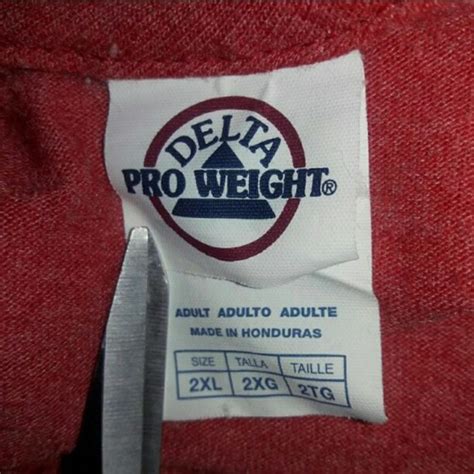 DELTA
PRO WEIGHT®
ADULT ADULTO ADULTE
MADE IN HONDURAS
SIZE TALLA TAILLE
2XL 2XG 2TG